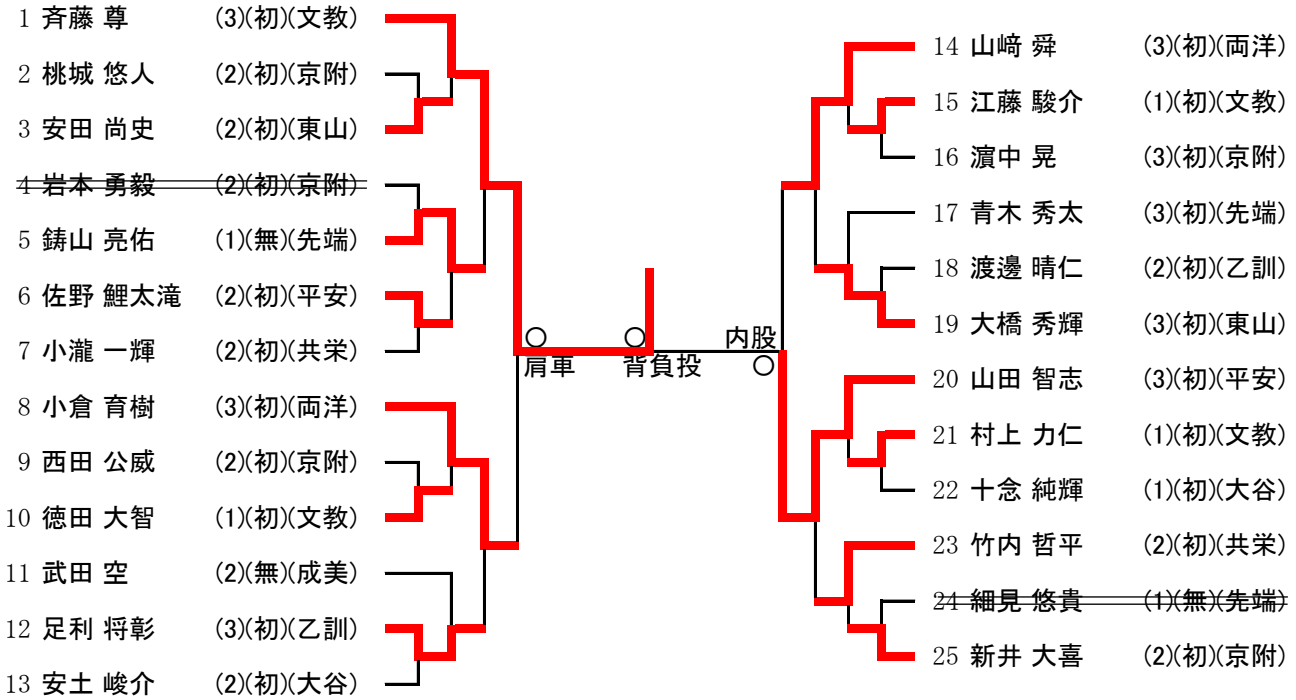 1 斉藤 尊 (3)(初)(文教)
2 桃城 悠人 (2)(初)(京附)
3 安田 尚史 (2)(初)(東山)
4 岩本 勇毅 (2)(初)(京附)
5 鋳山 亮佑 (1)(無)(先端)
6 佐野 鯉太滝 (2)(初)(平安)
7 小瀧 一輝 (2)(初)(共栄)
8 小倉 育樹 (3)(初)(両洋)
9 西田 公威 (2)(初)(京附)
10 徳田 大智 (1)(初)(文教)
11 武田 空 (2)(無)(成美)
12 足利 将彰 (3)(初)(乙訓)
13 安土 峻介 (2)(初)(大谷)
○ ○ 内股
肩車 背負投 ○
14 山﨑 舜 (3)(初)(両洋)
15 江藤 駿介 (1)(初)(文教)
16 濵中 晃 (3)(初)(京附)
17 青木 秀太 (3)(初)(先端)
18 渡邊 晴仁 (2)(初)(乙訓)
19 大橋 秀輝 (3)(初)(東山)
20 山田 智志 (3)(初)(平安)
21 村上 力仁 (1)(初)(文教)
22 十念 純輝 (1)(初)(大谷)
23 竹内 哲平 (2)(初)(共栄)
24 細見 悠貴 (1)(無)(先端)
25 新井 大喜 (2)(初)(京附)